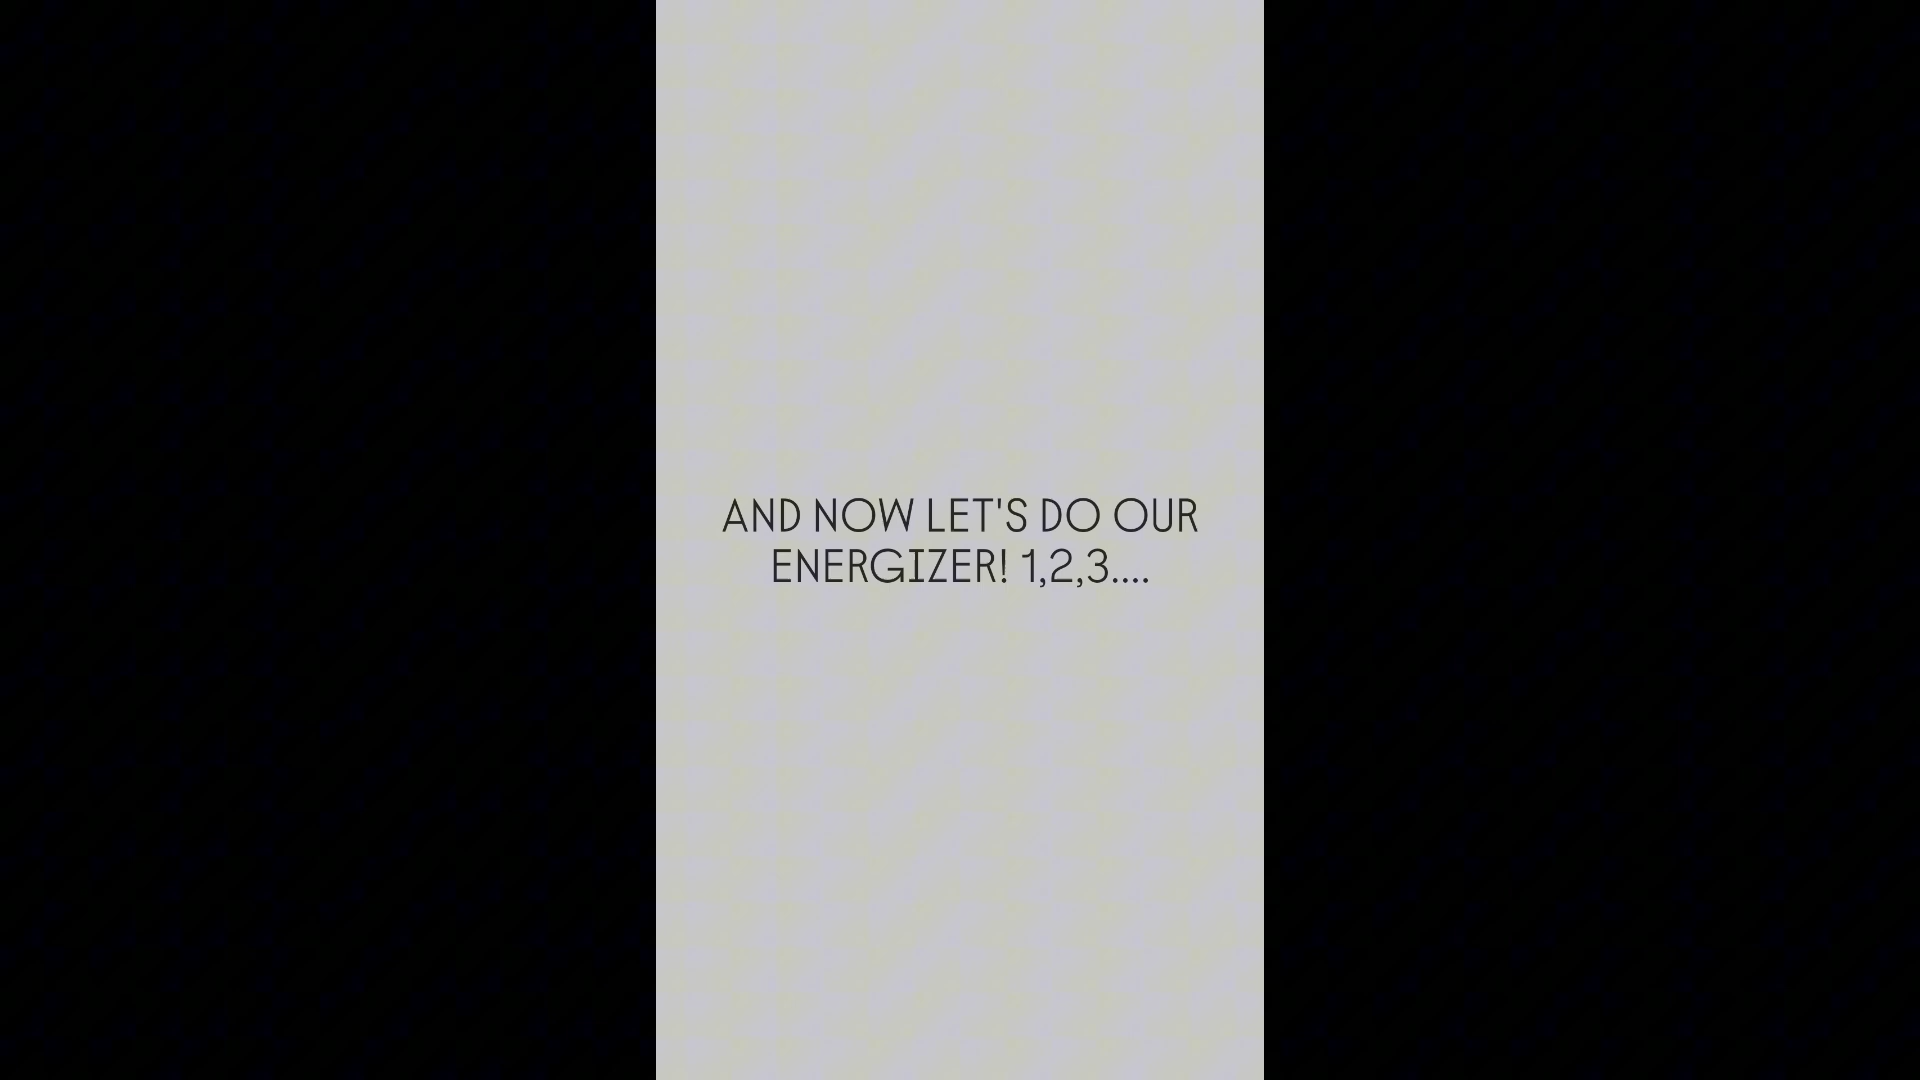 AND NOW LET'S DO OUR
ENERGIZER! 1,2,3....